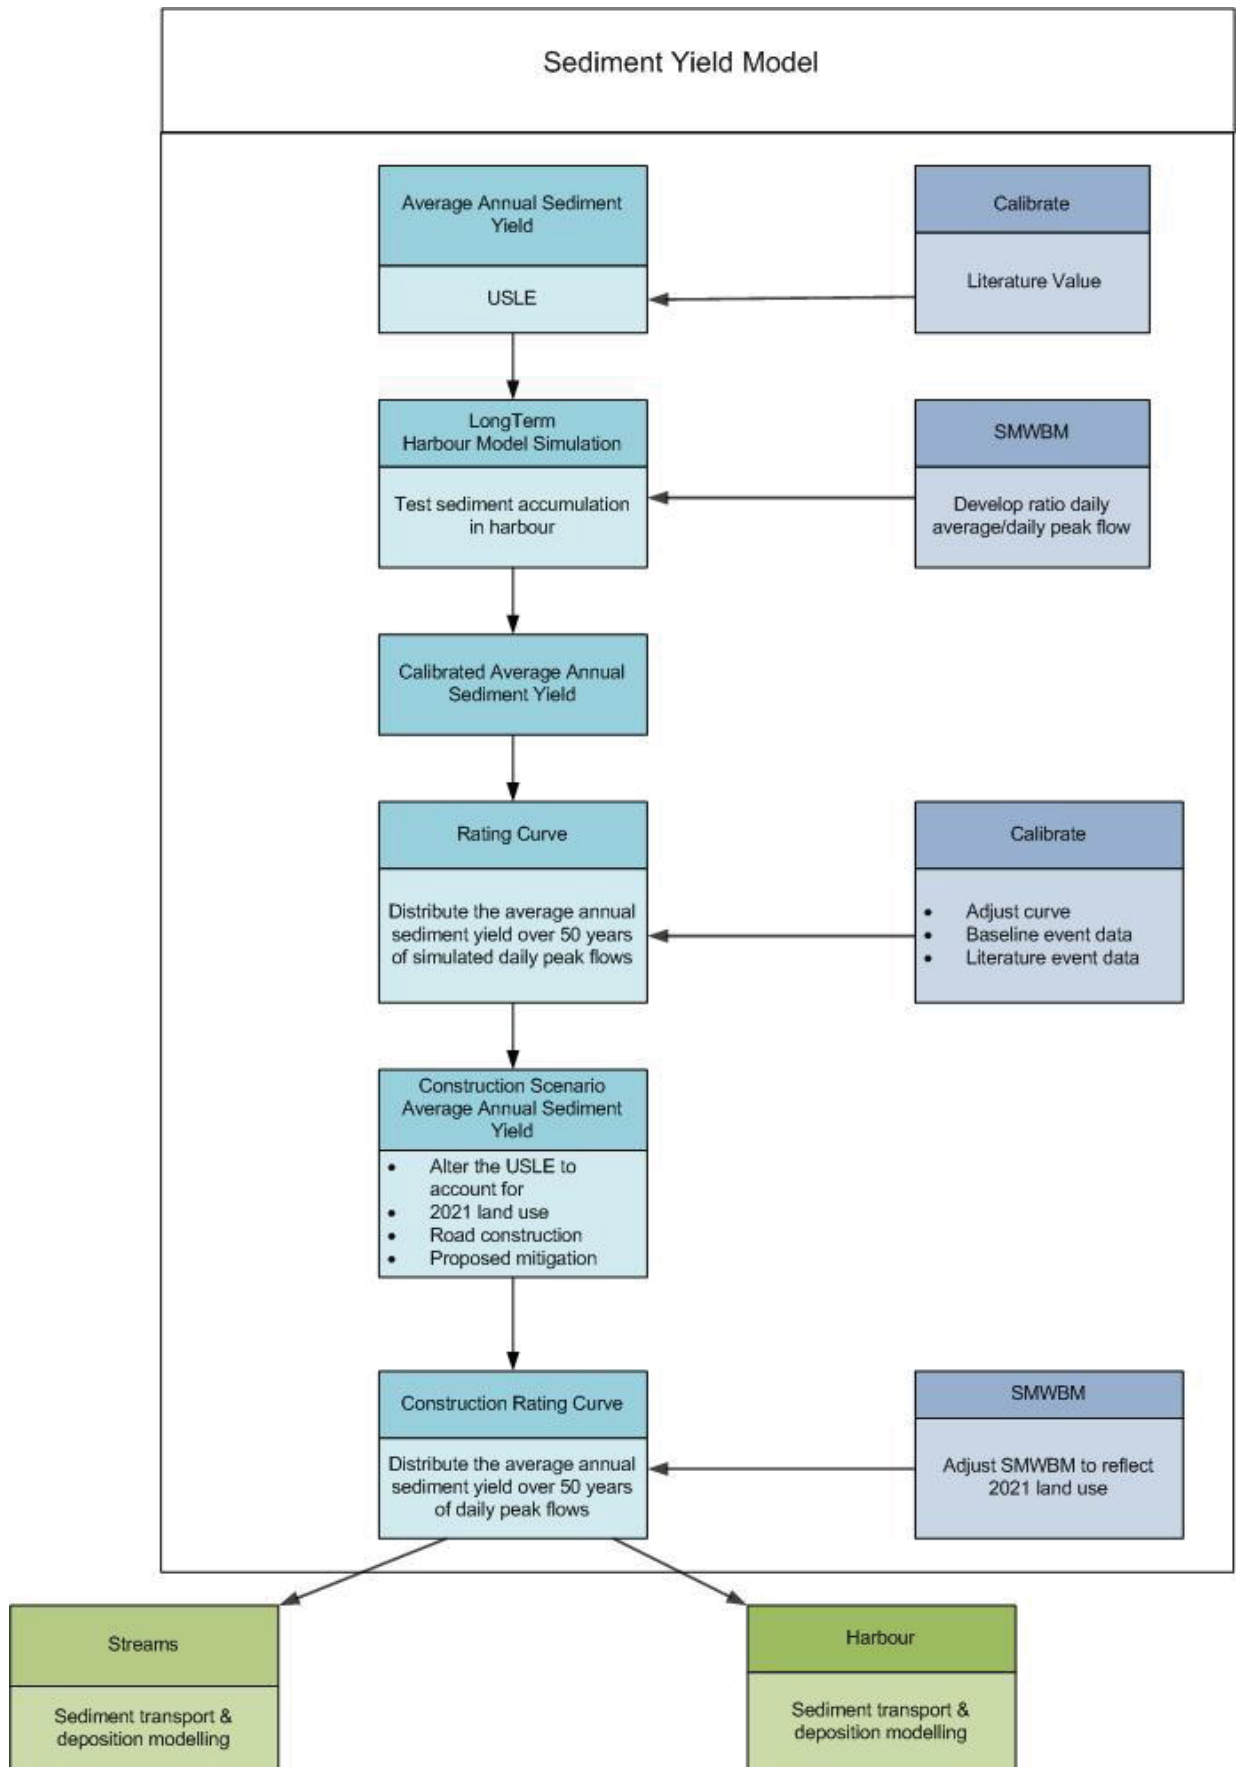 Sediment Yield Model
Average Annual Sediment
Yield
USLE
Calibrate
Literature Value
LongTerm
Harbour Model Simulation
Test sediment accumulation
in harbour
SMWBM
Develop ratio daily
average/daily peak flow
Calibrated Average Annual
Sediment Yield
Rating Curve
Distribute the average annual
sediment yield over 50 years
of simulated daily peak flows
Calibrate
• Adjust curve
• Baseline event data
• Literature event data
Construction Scenario
Average Annual Sediment
Yield
• Alter the USLE to
account for
• 2021 land use
• Road construction
• Proposed mitigation
Construction Rating Curve
Distribute the average annual
sediment yield over 50 years
of daily peak flows
SMWBM
Adjust SMWBM to reflect
2021 land use
Streams
Sediment transport &
deposition modelling
Harbour
Sediment transport &
deposition modelling